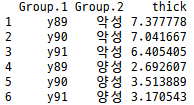 Group.1 Group.2 thick
1 y89 악성 7.377778
2 y90 악성 7.041667
3 y91 악성 6.405405
4 y89 양성 2.692607
5 y90 양성 3.513889
6 y91 양성 3.170543